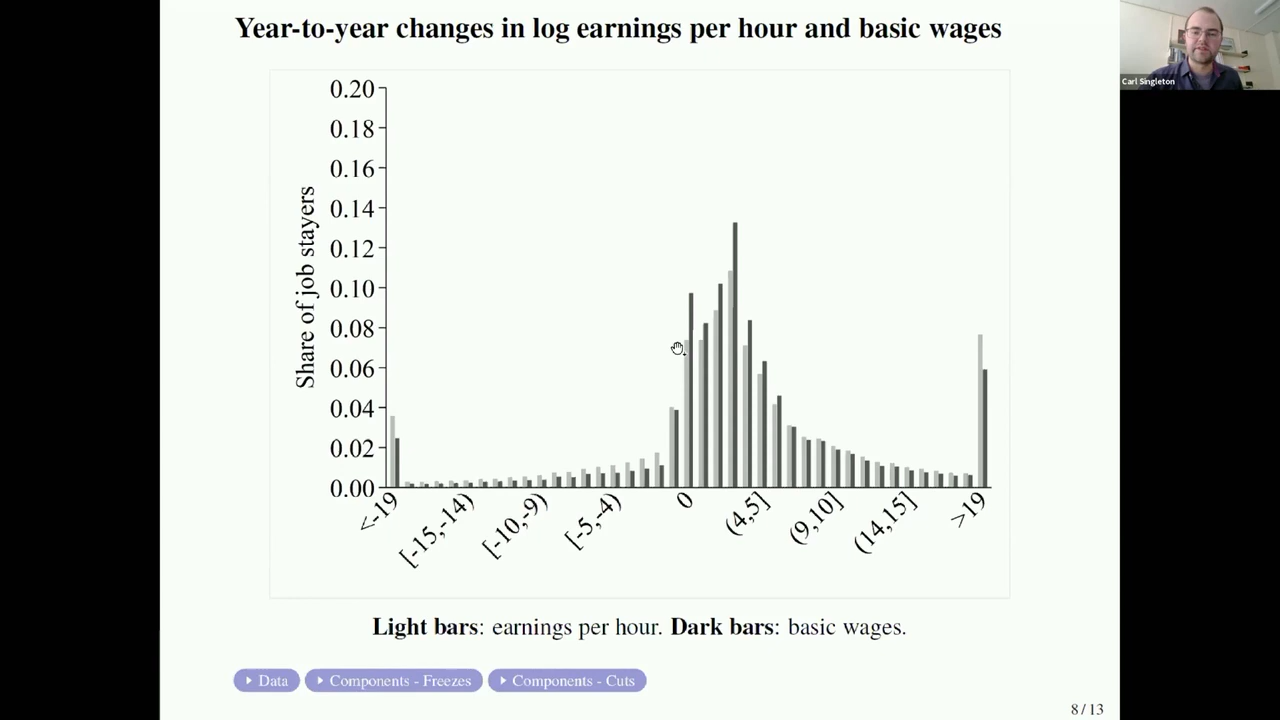 Year-to-year changes in log earnings per hour and basic wages
Carl Singleton
Share of job stayers
0.20
0.18
0.16
0.14
0.12
0.10
0.08
0.06
0.04
0.02
0.00
<-19
[-15,-14)
[-10,-9)
[-5,-4)
0
(4,5]
(9,10]
(14,15]
>19
Light bars: earnings per hour. Dark bars: basic wages.
Data
Components - Freezes
Components - Cuts
8 / 13